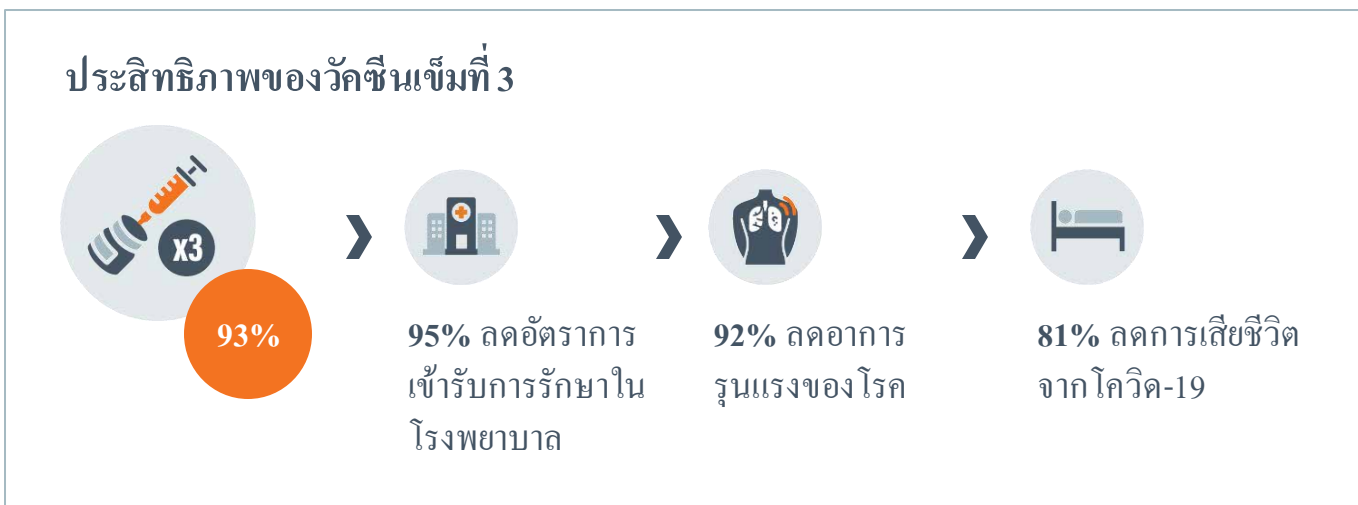 ประสิทธิภาพของวัคซีนเข็มที่ 3
x3
93%
95% ลดอัตราการ
เข้ารับการรักษาใน
โรงพยาบาล
92% ลดอาการ
รุนแรงของโรค
81% ลดการเสียชีวิต
จากโควิด-19